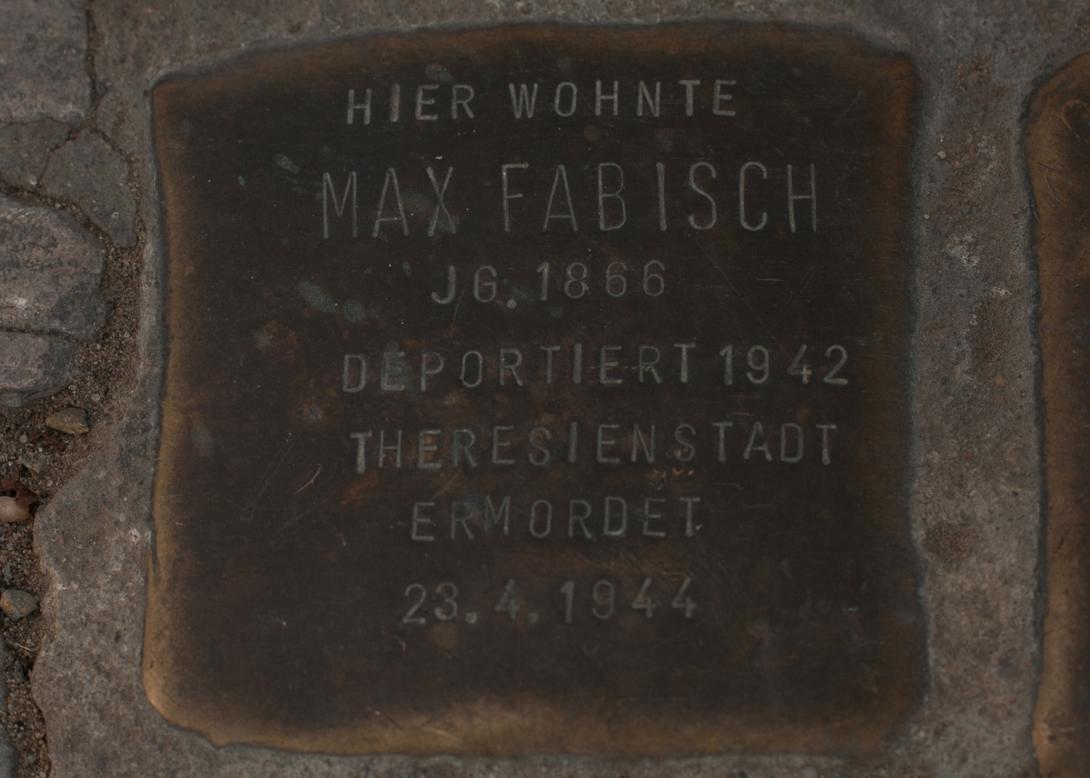 HIER WOHNTE
MAX FABISCH
JG. 1866
DEPORTIERT 1942
THERESIENSTADT
ERMORDET
23.4.1944